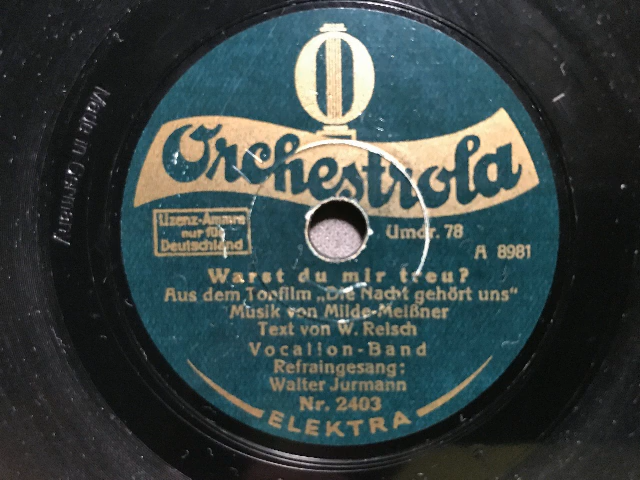 Orchestrola
Lizenz-Ammre
nur für
Deutschland
Umdr. 78
A 8981
Warst du mir treu?
Aus dem Tonfilm „Die Nacht gehört uns“
Musik von Milde-Meißner
Text von W. Reisch
Vocalion-Band
Refraingesang:
Walter Jurmann
Nr. 2403
ELEKTRA
Made in Germany